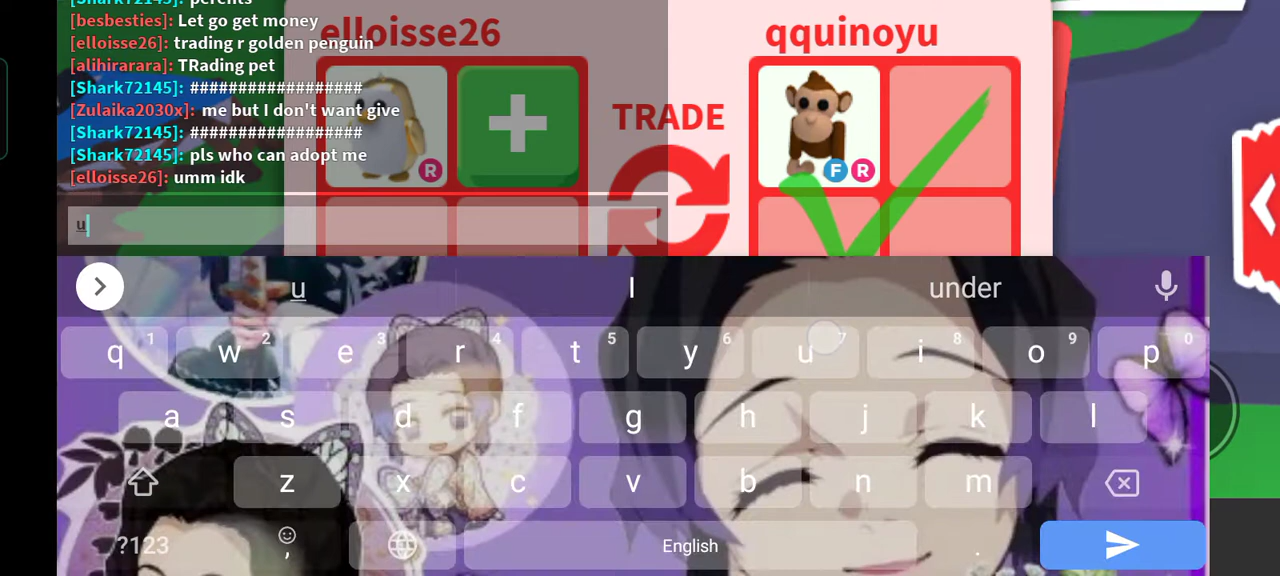 [Shark72145]: perents
[besbesties]: Let go get money
[elloisse26]: trading r golden penguin
[alihirarara]: TRading pet
[Shark72145]: ##################
[Zulaika2030x]: me but I don't want give
[Shark72145]: ##################
[Shark72145]: pls who can adopt me
[elloisse26]: umm idk
u
elloisse26
R
TRADE
qquinoyu
F R
u I under
q 1 w 2 e 3 r 4 t 5 y 6 u 7 i 8 o 9 p 0
a s d f g h j k l
z x c v b n m
?123 , English .